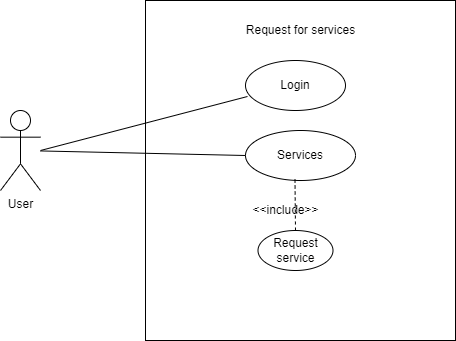 Request for services
Login
Services
User
<<include>>
Request
service